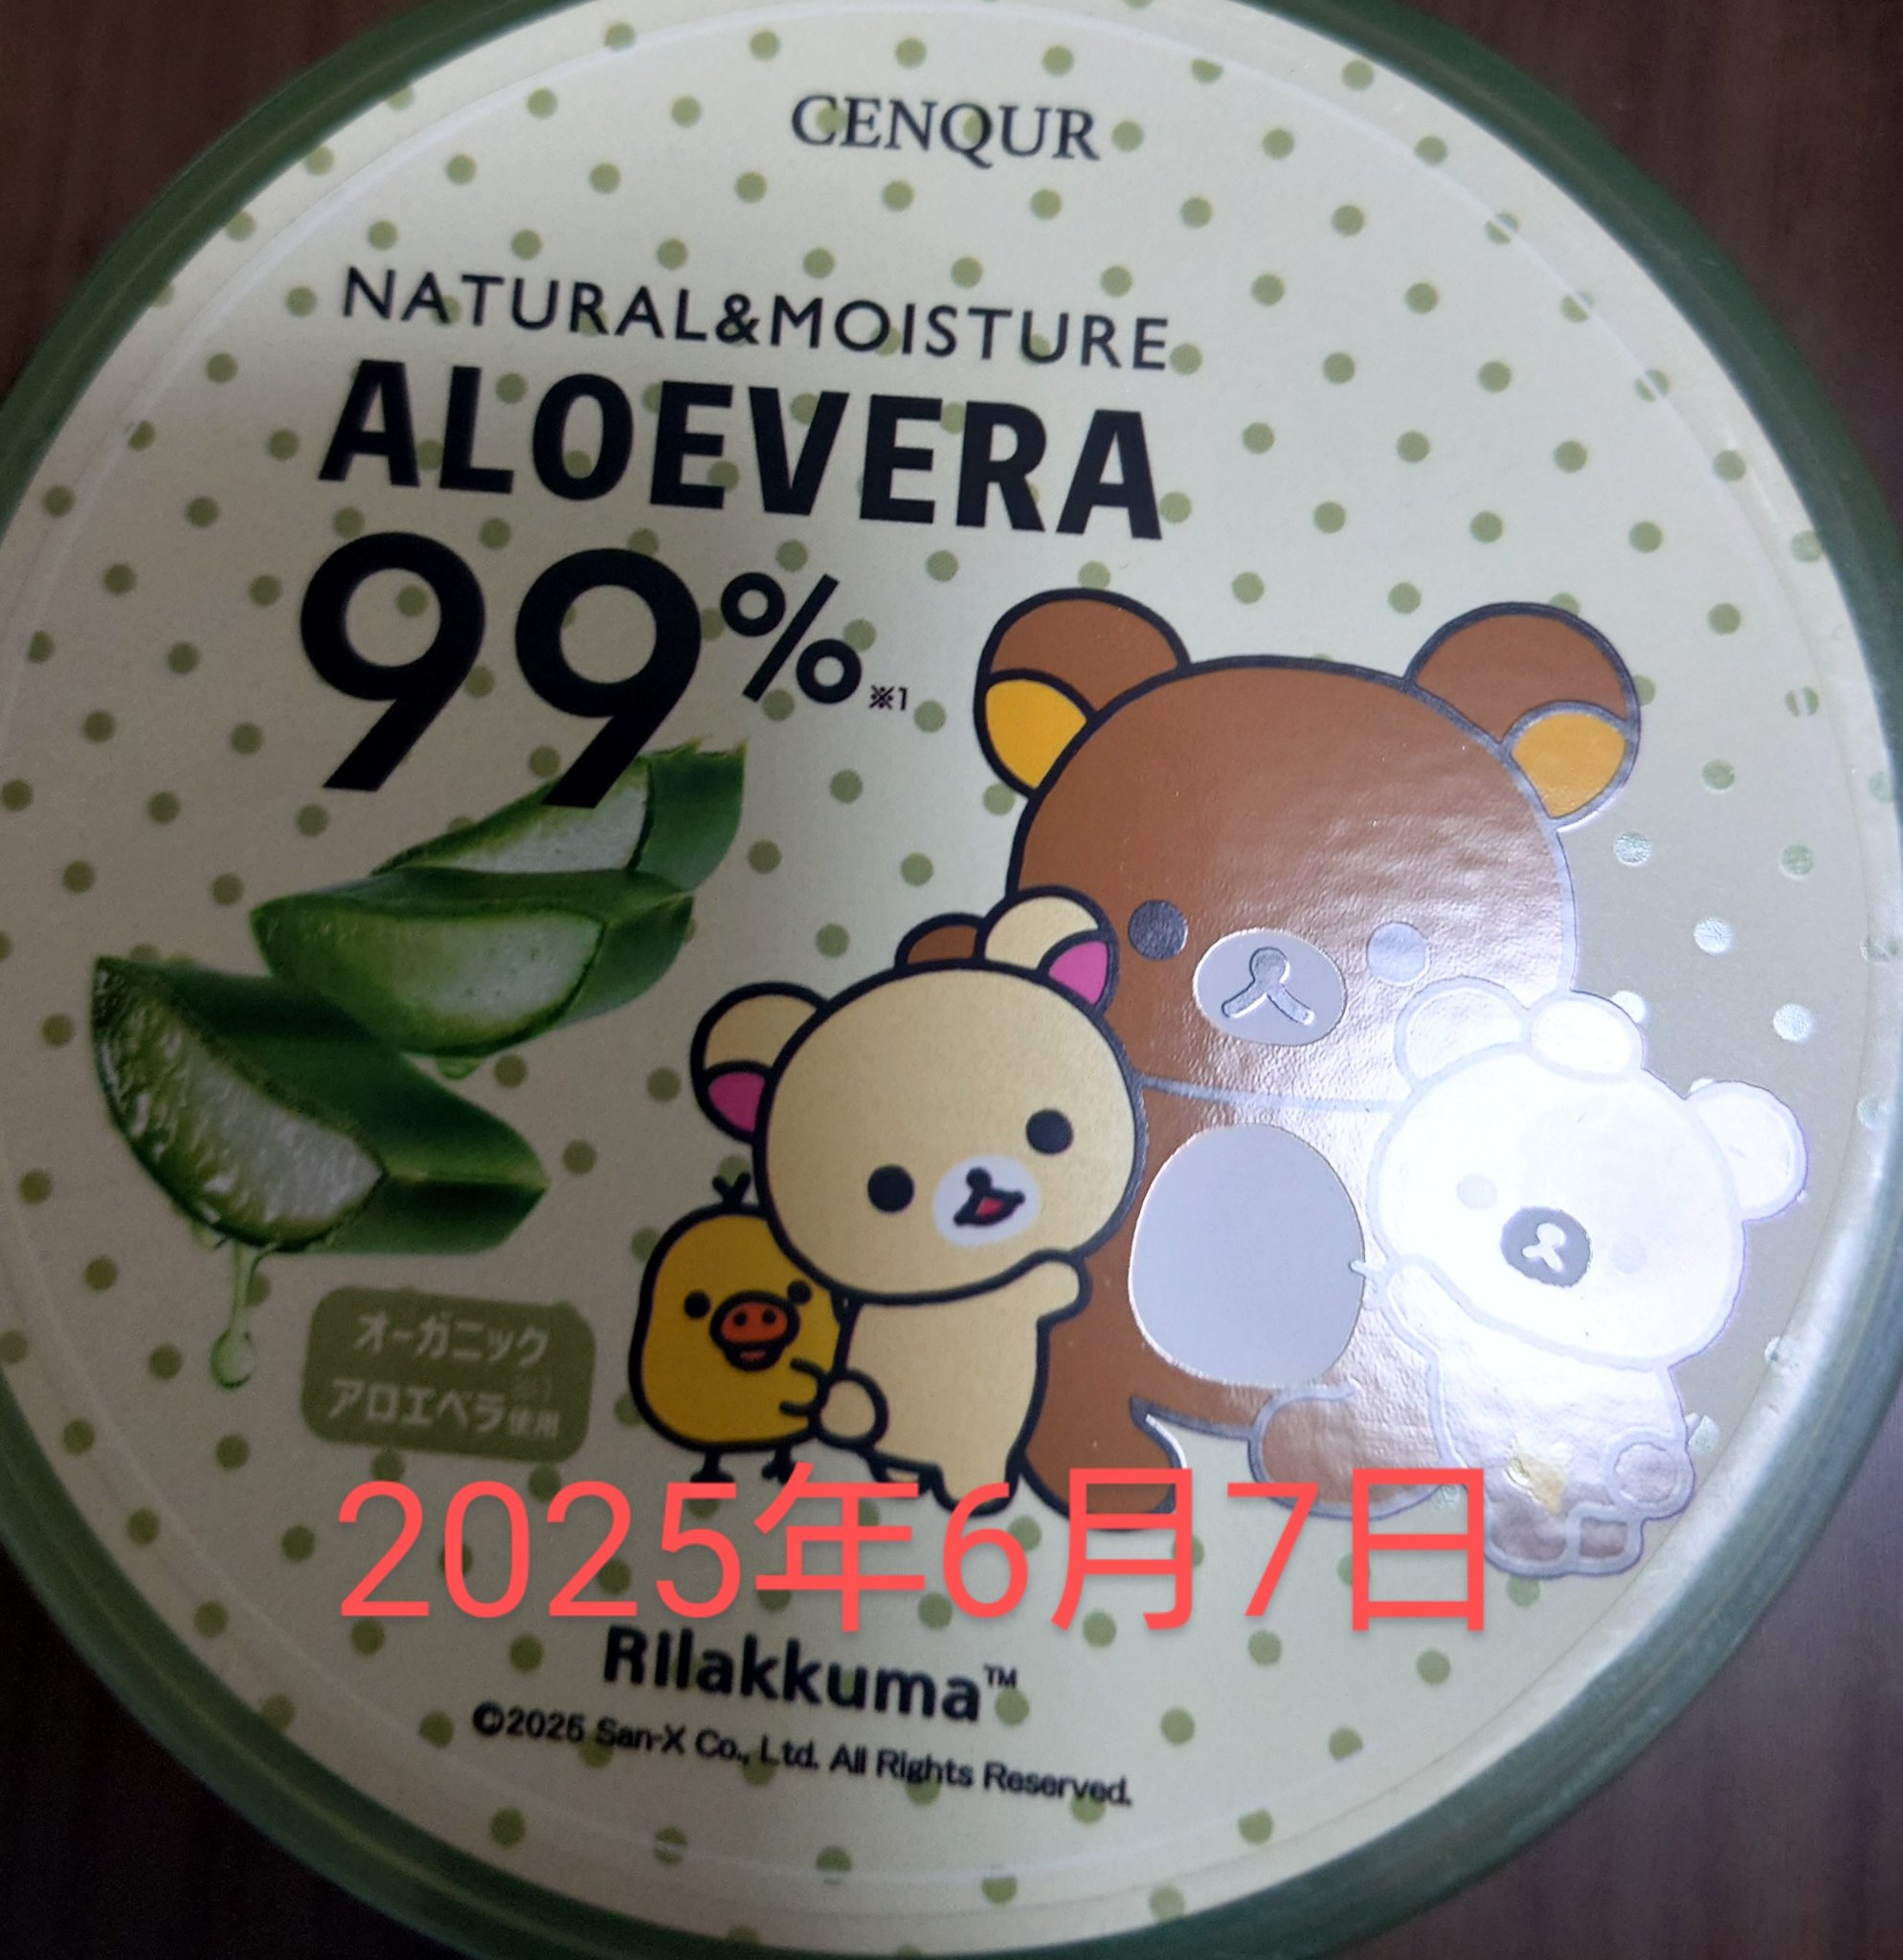 CENQUR
NATURAL&MOISTURE
ALOEVERA
99%※1
オーガニック
アロエベラ使用
2025年6月7日
Rilakkuma™
©2025 San-X Co., Ltd. All Rights Reserved.